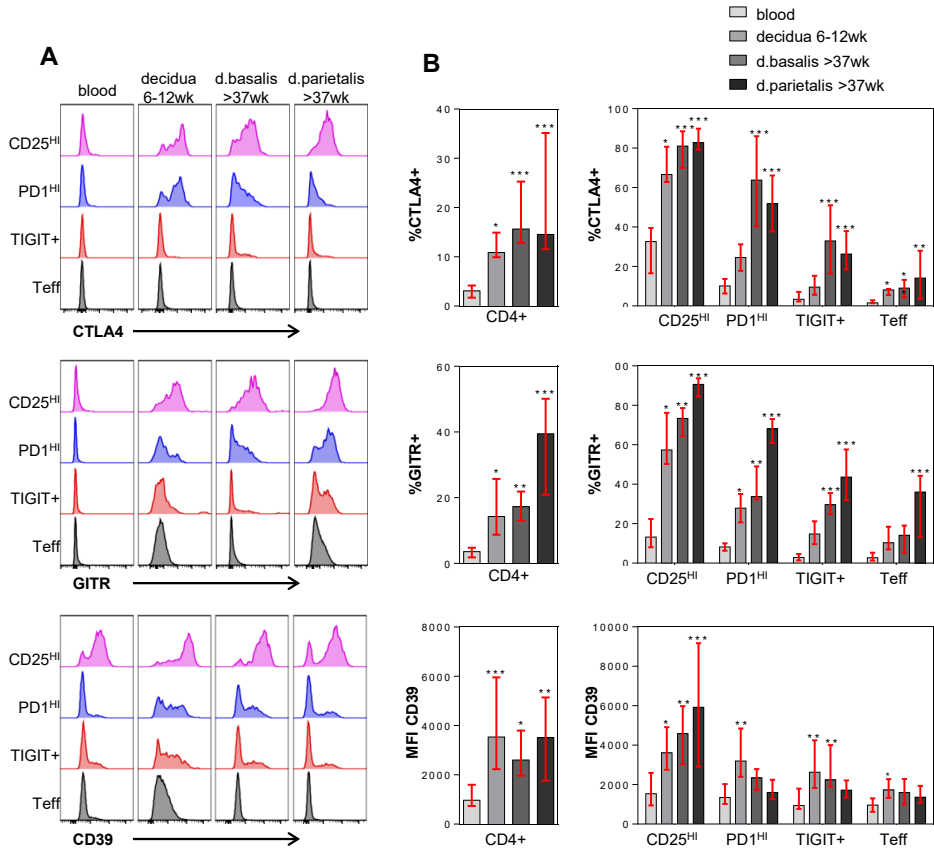 blood
decidua 6-12wk
d.basalis >37wk
d.parietalis >37wk
A
B
blood
decidua
6-12wk
d.basalis
>37wk
d.parietalis
>37wk
CD25HI
PD1HI
TIGIT+
Teff
CTLA4
%CTLA4+
40
30
20
10
0
* *** ***
CD4+
%CTLA4+
100
80
60
40
20
0
* *** *** *** *** *** *** * * **
CD25HI PD1HI TIGIT+ Teff
CD25HI
PD1HI
TIGIT+
Teff
GITR
%GITR+
60
40
20
0
* ** ***
CD4+
%GITR+
100
80
60
40
20
0
* ** *** * ** *** *** *** ***
CD25HI PD1HI TIGIT+ Teff
CD25HI
PD1HI
TIGIT+
Teff
CD39
MFI CD39
8000
6000
4000
2000
0
*** * **
CD4+
MFI CD39
10000
8000
6000
4000
2000
0
* ** *** ** ** ** *
CD25HI PD1HI TIGIT+ Teff